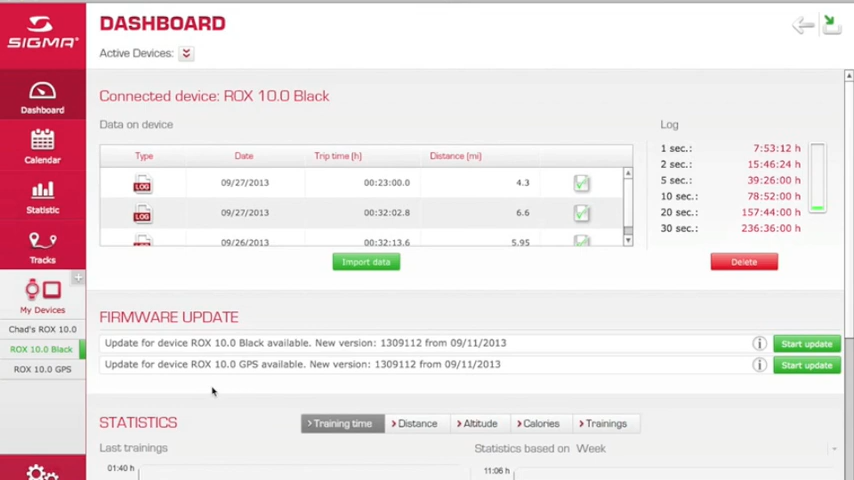 SIGMA
DASHBOARD
Active Devices:
Dashboard
Calendar
Statistic
Tracks
My Devices
Chad's ROX 10.0
ROX 10.0 Black
ROX 10.0 GPS
Connected device: ROX 10.0 Black
Data on device
Type Date Trip time [h] Distance [mi]
LOG 09/27/2013 00:23:00.0 4.3
LOG 09/27/2013 00:32:02.8 6.6
09/26/2013 00:32:13.6 5.95
Import data
Log
1 sec.: 7:53:12 h
2 sec.: 15:46:24 h
5 sec.: 39:26:00 h
10 sec.: 78:52:00 h
20 sec.: 157:44:00 h
30 sec.: 236:36:00 h
Delete
FIRMWARE UPDATE
Update for device ROX 10.0 Black available. New version: 1309112 from 09/11/2013 i Start update
Update for device ROX 10.0 GPS available. New version: 1309112 from 09/11/2013 i Start update
STATISTICS
Training time Distance Altitude Calories Trainings
Last trainings
01:40 h
Statistics based on Week
11:06 h